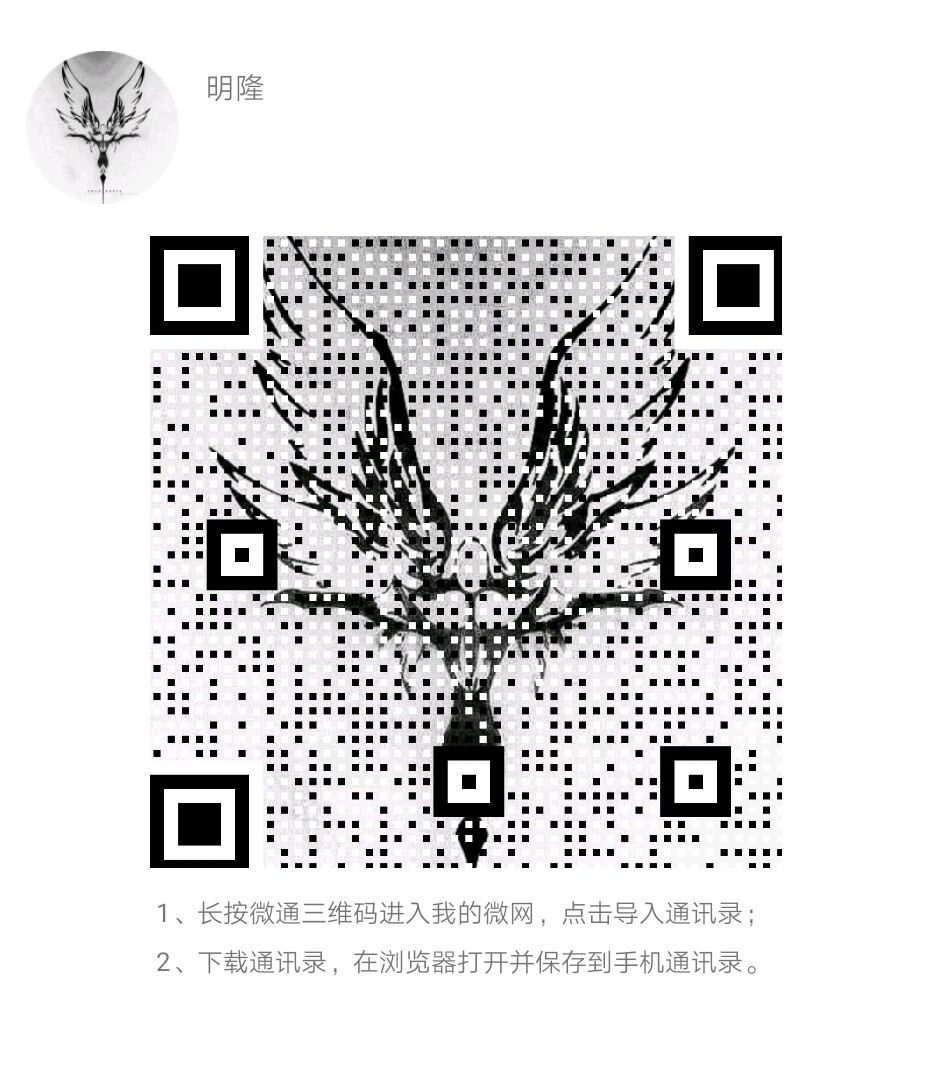 明隆
1、长按微通三维码进入我的微网，点击导入通讯录；
2、下载通讯录，在浏览器打开并保存到手机通讯录。